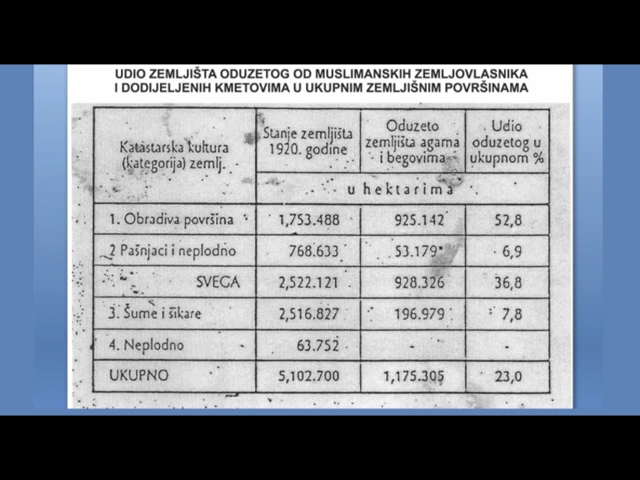 UDIO ZEMLJIŠTA ODUZETOG OD MUSLIMANSKIH ZEMLJOVLASNIKA
I DODIJELJENIH KMETOVIMA U UKUPNIM ZEMLJIŠNIM POVRŠINAMA
Katastarska kultura (kategorija) zemlj. Stanje zemljišta 1920. godine Oduzeto zemljišta agama i begovima Udio oduzetog u ukupnom %
u hektarima
1. Obradiva površina 1,753.488 925.142 52,8
2 Pašnjaci i neplodno 768.633 53.179 6,9
SVEGA 2,522.121 928.326 36,8
3. Šume i šikare 2,516.827 196.979 7,8
4. Neplodno 63.752 - -
UKUPNO 5,102.700 1,175.305 23,0